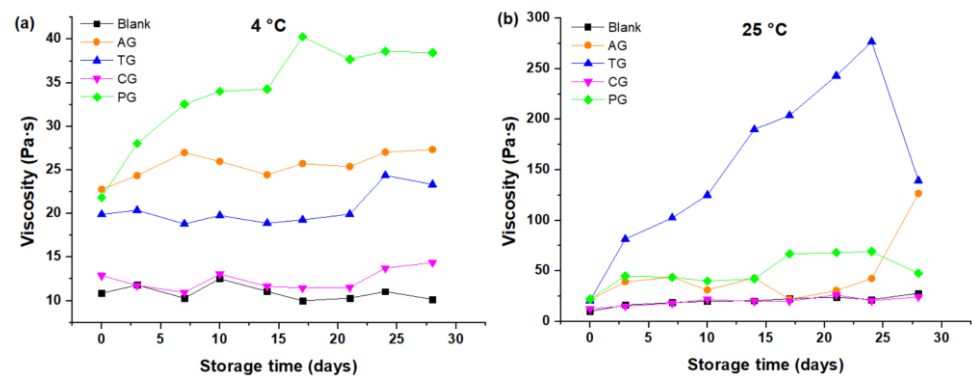 (a)
4 °C
Blank
AG
TG
CG
PG
40
35
30
25
20
15
10
Viscosity (Pa·s)
0 5 10 15 20 25 30
Storage time (days)
(b)
25 °C
Blank
AG
TG
CG
PG
300
250
200
150
100
50
0
Viscosity (Pa·s)
0 5 10 15 20 25 30
Storage time (days)